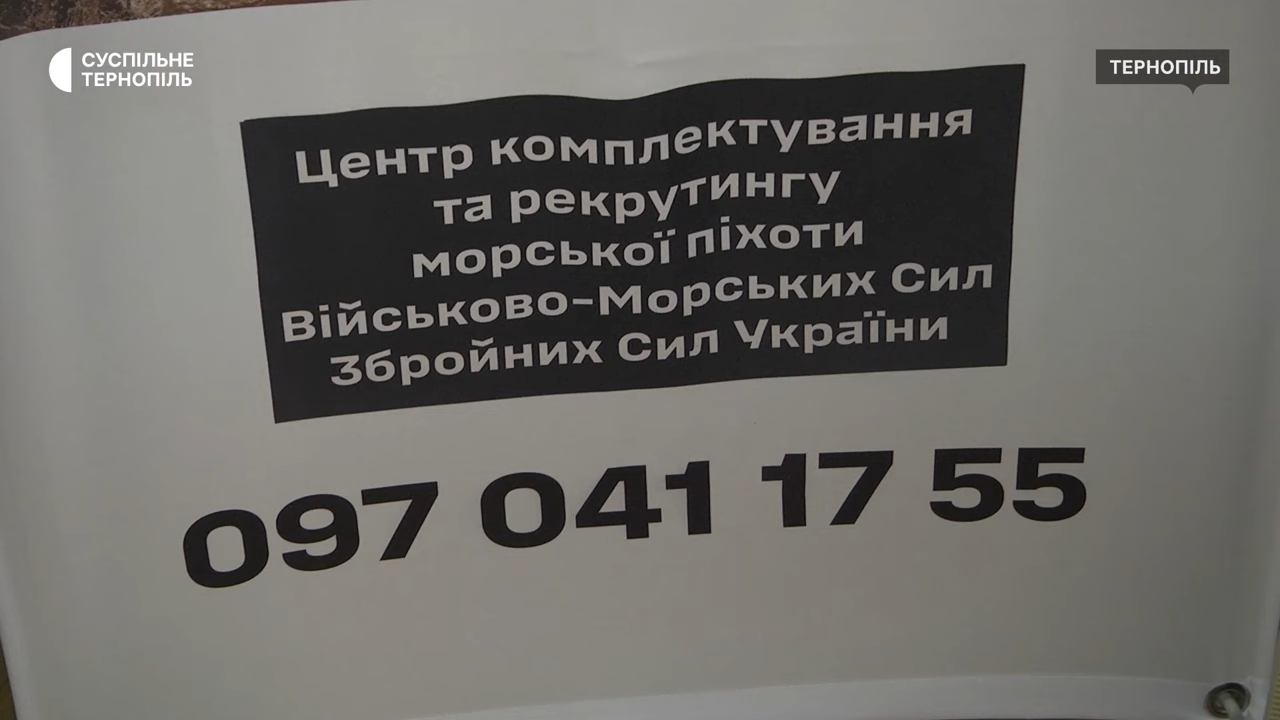 СУСПІЛЬНЕ
ТЕРНОПІЛЬ
ТЕРНОПІЛЬ
Центр комплектування
та рекрутингу
морської піхоти
Військово-Морських Сил
Збройних Сил України
097 041 17 55